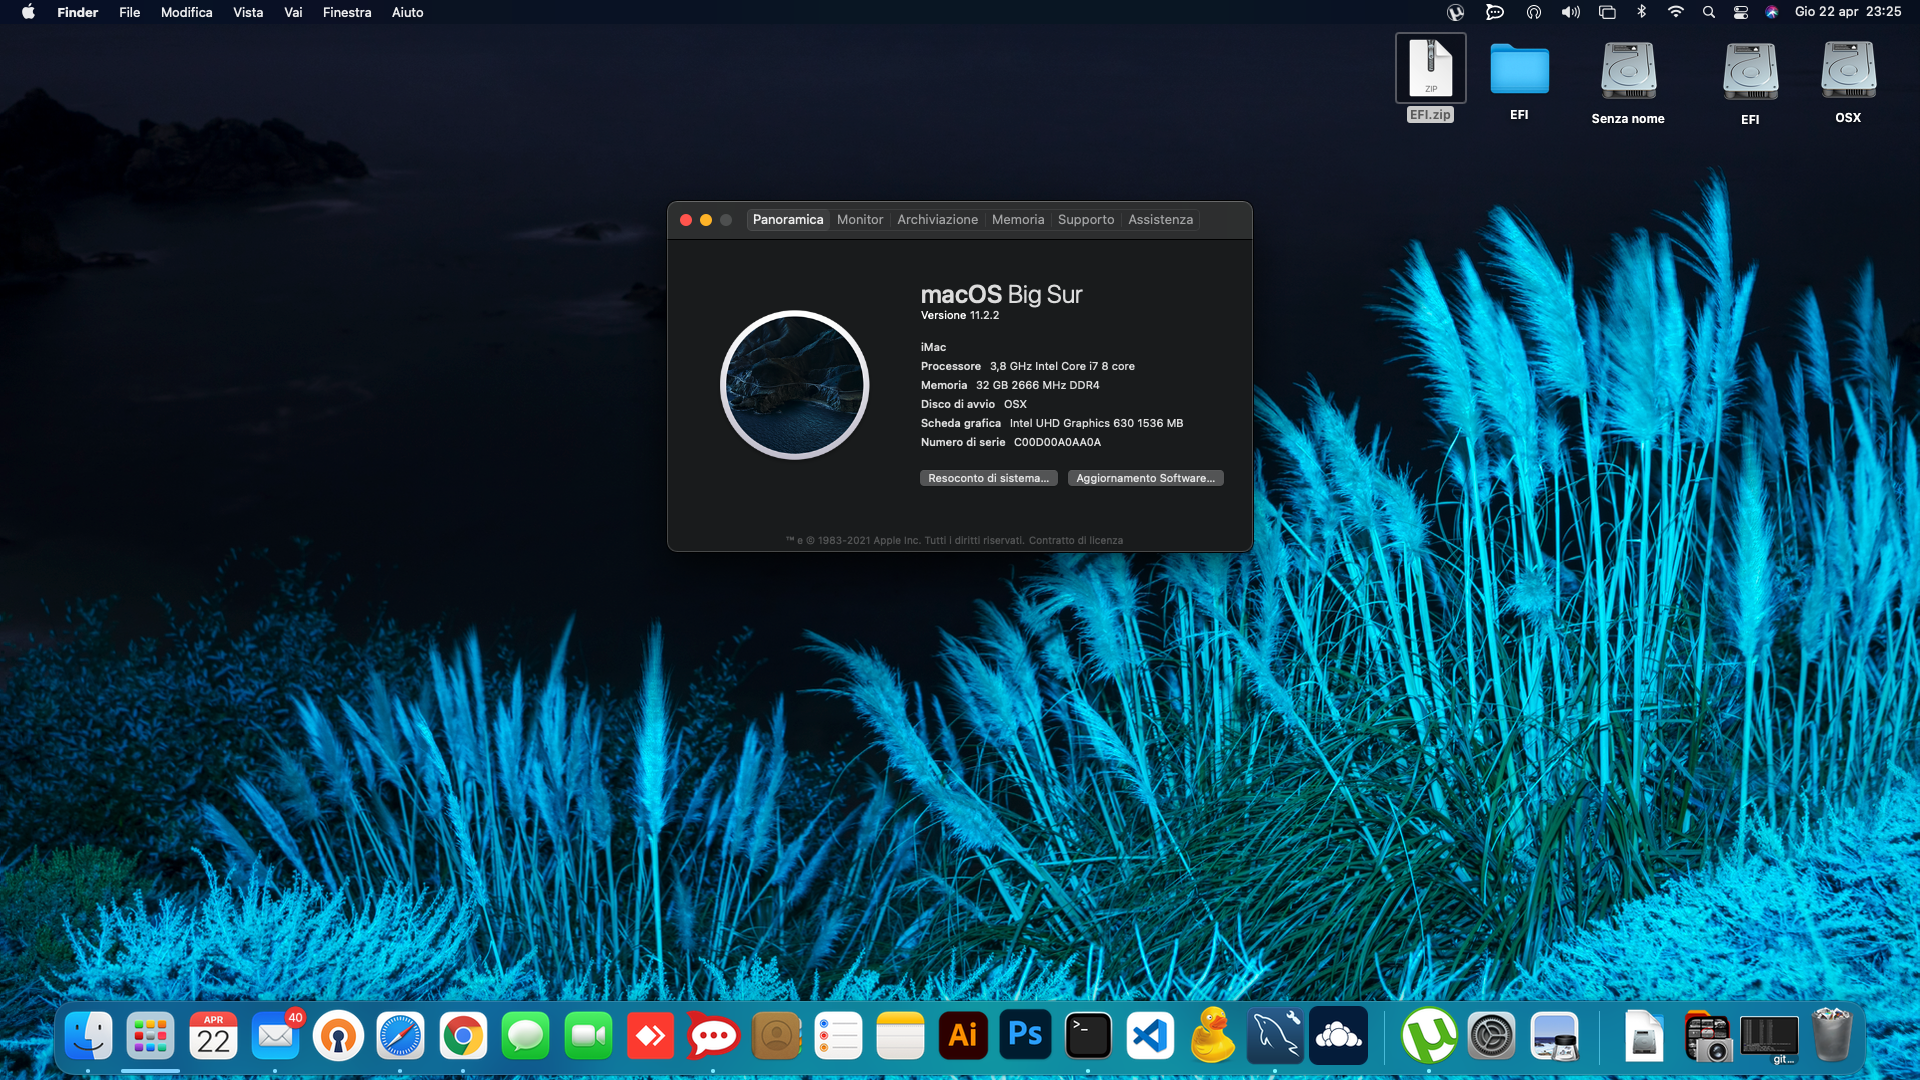 Finder File Modifica Vista Vai Finestra Aiuto
Gio 22 apr 23:25
ZIP
EFI.zip
EFI
Senza nome
EFI
OSX
Panoramica Monitor Archiviazione Memoria Supporto Assistenza
macOS Big Sur
Versione 11.2.2
iMac
Processore 3,8 GHz Intel Core i7 8 core
Memoria 32 GB 2666 MHz DDR4
Disco di avvio OSX
Scheda grafica Intel UHD Graphics 630 1536 MB
Numero di serie C00D00A0AA0A
Resoconto di sistema... Aggiornamento Software...
™ e © 1983-2021 Apple Inc. Tutti i diritti riservati. Contratto di licenza
APR
22
40
Ai
Ps
>_
git...